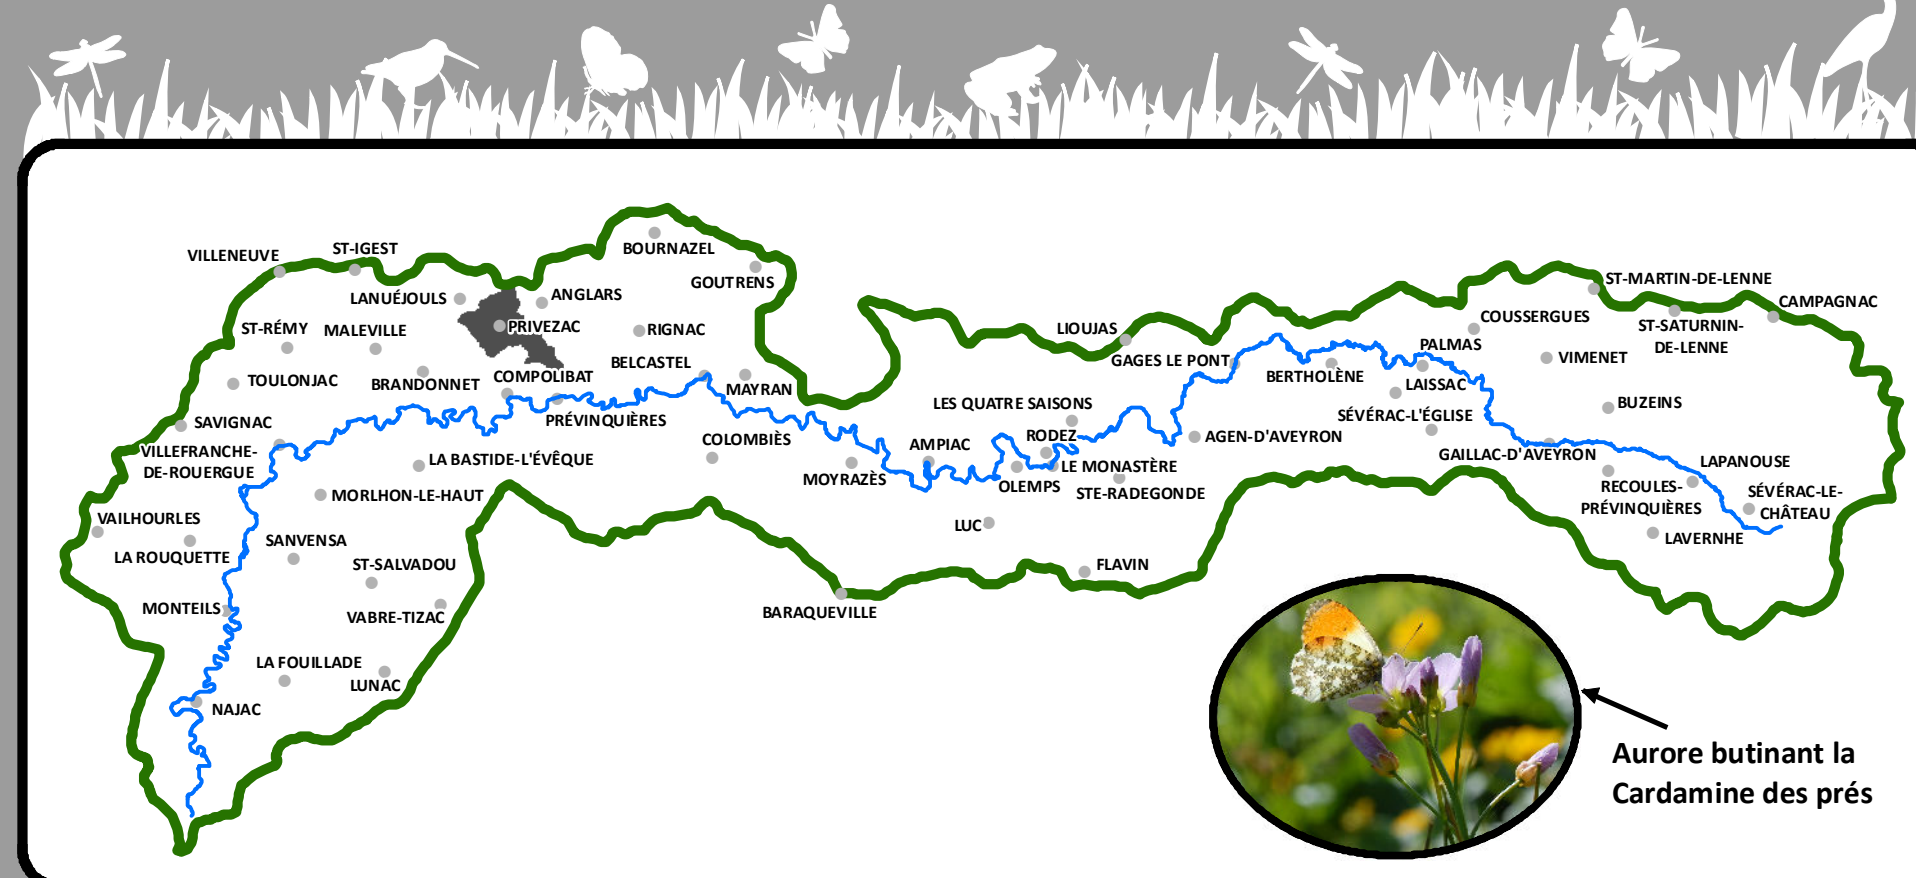 VILLENEUVE
ST-IGEST
BOURNAZEL
GOUTRENS
LANUÉJOULS
ANGLARS
ST-RÉMY
MALEVILLE
PRIVEZAC
RIGNAC
BELCASTEL
TOULONJAC
BRANDONNET
COMPOLIBAT
MAYRAN
PRÉVINQUIÈRES
SAVIGNAC
VILLEFRANCHE-
DE-ROUERGUE
LA BASTIDE-L'ÉVÊQUE
COLOMBIÈS
MORLHON-LE-HAUT
MOYRAZÈS
VAILHOURLES
LA ROUQUETTE
SANVENSA
ST-SALVADOU
MONTEILS
VABRE-TIZAC
LA FOUILLADE
LUNAC
NAJAC
BARAQUEVILLE
LIOUJAS
GAGES LE PONT
LES QUATRE SAISONS
RODEZ
AMPIAC
LE MONASTÈRE
OLEMPS
STE-RADEGONDE
LUC
FLAVIN
AGEN-D'AVEYRON
BERTHOLÈNE
PALMAS
LAISSAC
SÉVÉRAC-L'ÉGLISE
GAILLAC-D'AVEYRON
COUSSERGUES
VIMENET
BUZEINS
ST-MARTIN-DE-LENNE
ST-SATURNIN-
DE-LENNE
CAMPAGNAC
LAPANOUSE
RECOULES-
PRÉVINQUIÈRES
SÉVÉRAC-LE-
CHÂTEAU
LAVERNHE
Aurore butinant la
Cardamine des prés